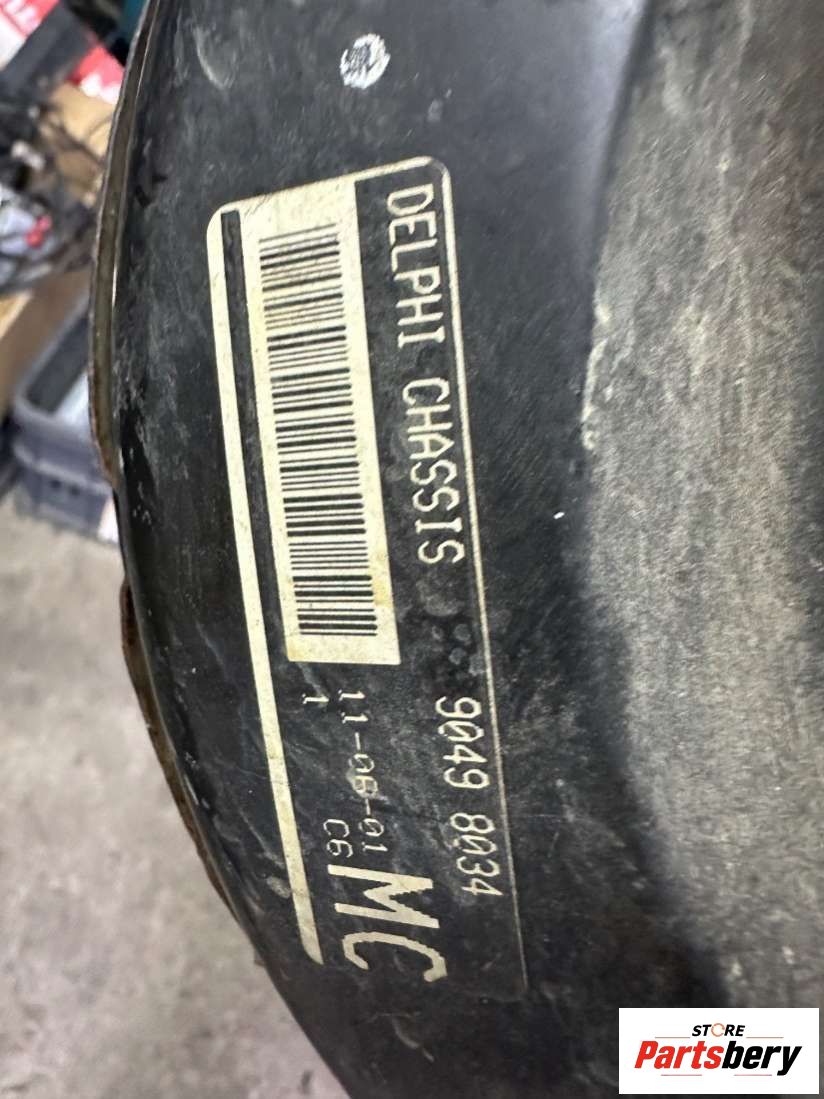 DELPHI CHASSIS 9049 8034
11-06-01
1 C6
MC
STORE
Partsbery